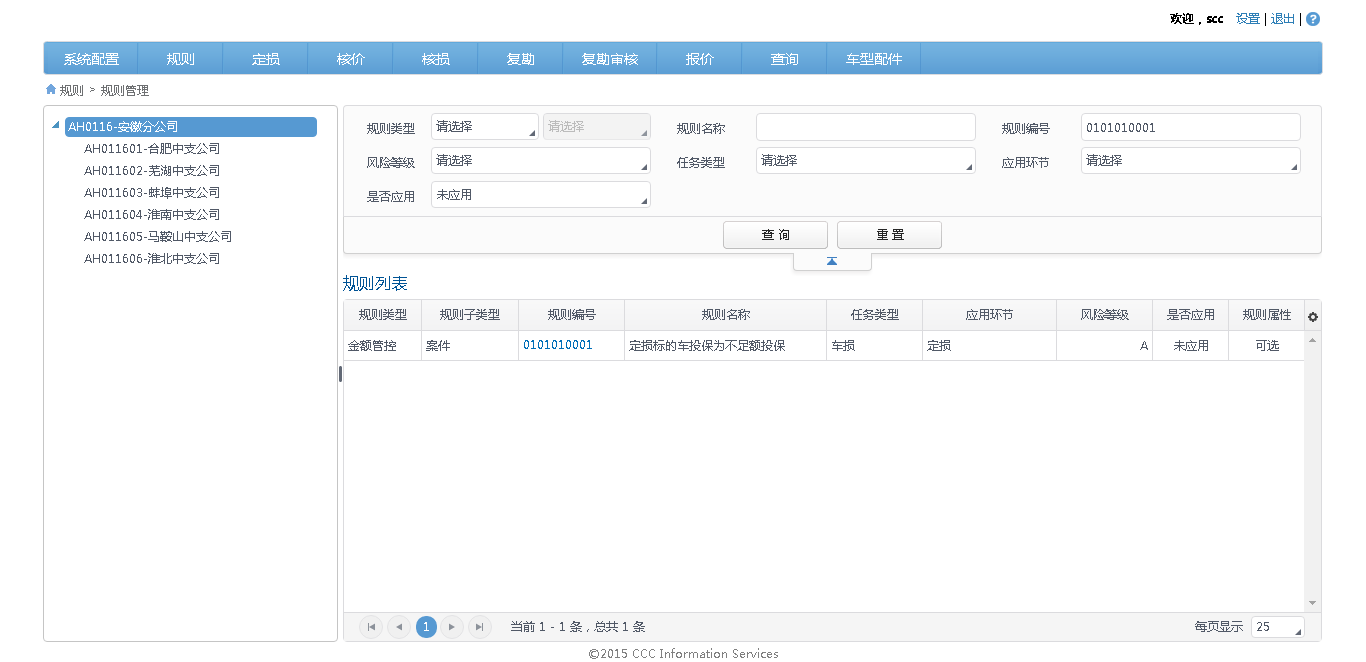 欢迎，scc 设置 | 退出 |
系统配置 规则 定损 核价 核损 复勘 复勘审核 报价 查询 车型配件
规则 > 规则管理
AH0116-安徽分公司
AH011601-合肥中支公司
AH011602-芜湖中支公司
AH011603-蚌埠中支公司
AH011604-淮南中支公司
AH011605-马鞍山中支公司
AH011606-淮北中支公司
规则类型 请选择 请选择 规则名称 规则编号 0101010001
风险等级 请选择 任务类型 请选择 应用环节 请选择
是否应用 未应用
查 询 重 置
规则列表
规则类型 规则子类型 规则编号 规则名称 任务类型 应用环节 风险等级 是否应用 规则属性
金额管控 案件 0101010001 定损标的车投保为不足额投保 车损 定损 A 未应用 可选
1 当前 1 - 1 条，总共 1 条 每页显示 25
©2015 CCC Information Services